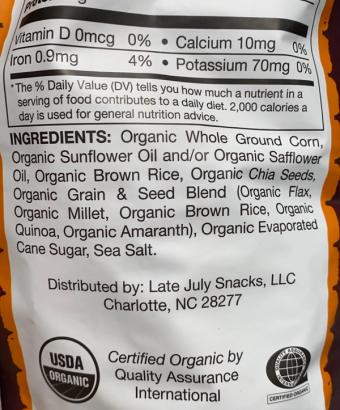 Vitamin D 0mcg 0% • Calcium 10mg 0%
Iron 0.9mg 4% • Potassium 70mg 0%
*The % Daily Value (DV) tells you how much a nutrient in a
serving of food contributes to a daily diet. 2,000 calories a
day is used for general nutrition advice.
INGREDIENTS: Organic Whole Ground Corn,
Organic Sunflower Oil and/or Organic Safflower
Oil, Organic Brown Rice, Organic Chia Seeds,
Organic Grain & Seed Blend (Organic Flax,
Organic Millet, Organic Brown Rice, Organic
Quinoa, Organic Amaranth), Organic Evaporated
Cane Sugar, Sea Salt.
Distributed by: Late July Snacks, LLC
Charlotte, NC 28277
USDA
ORGANIC
Certified Organic by
Quality Assurance
International
CERTIFIED ORGANIC